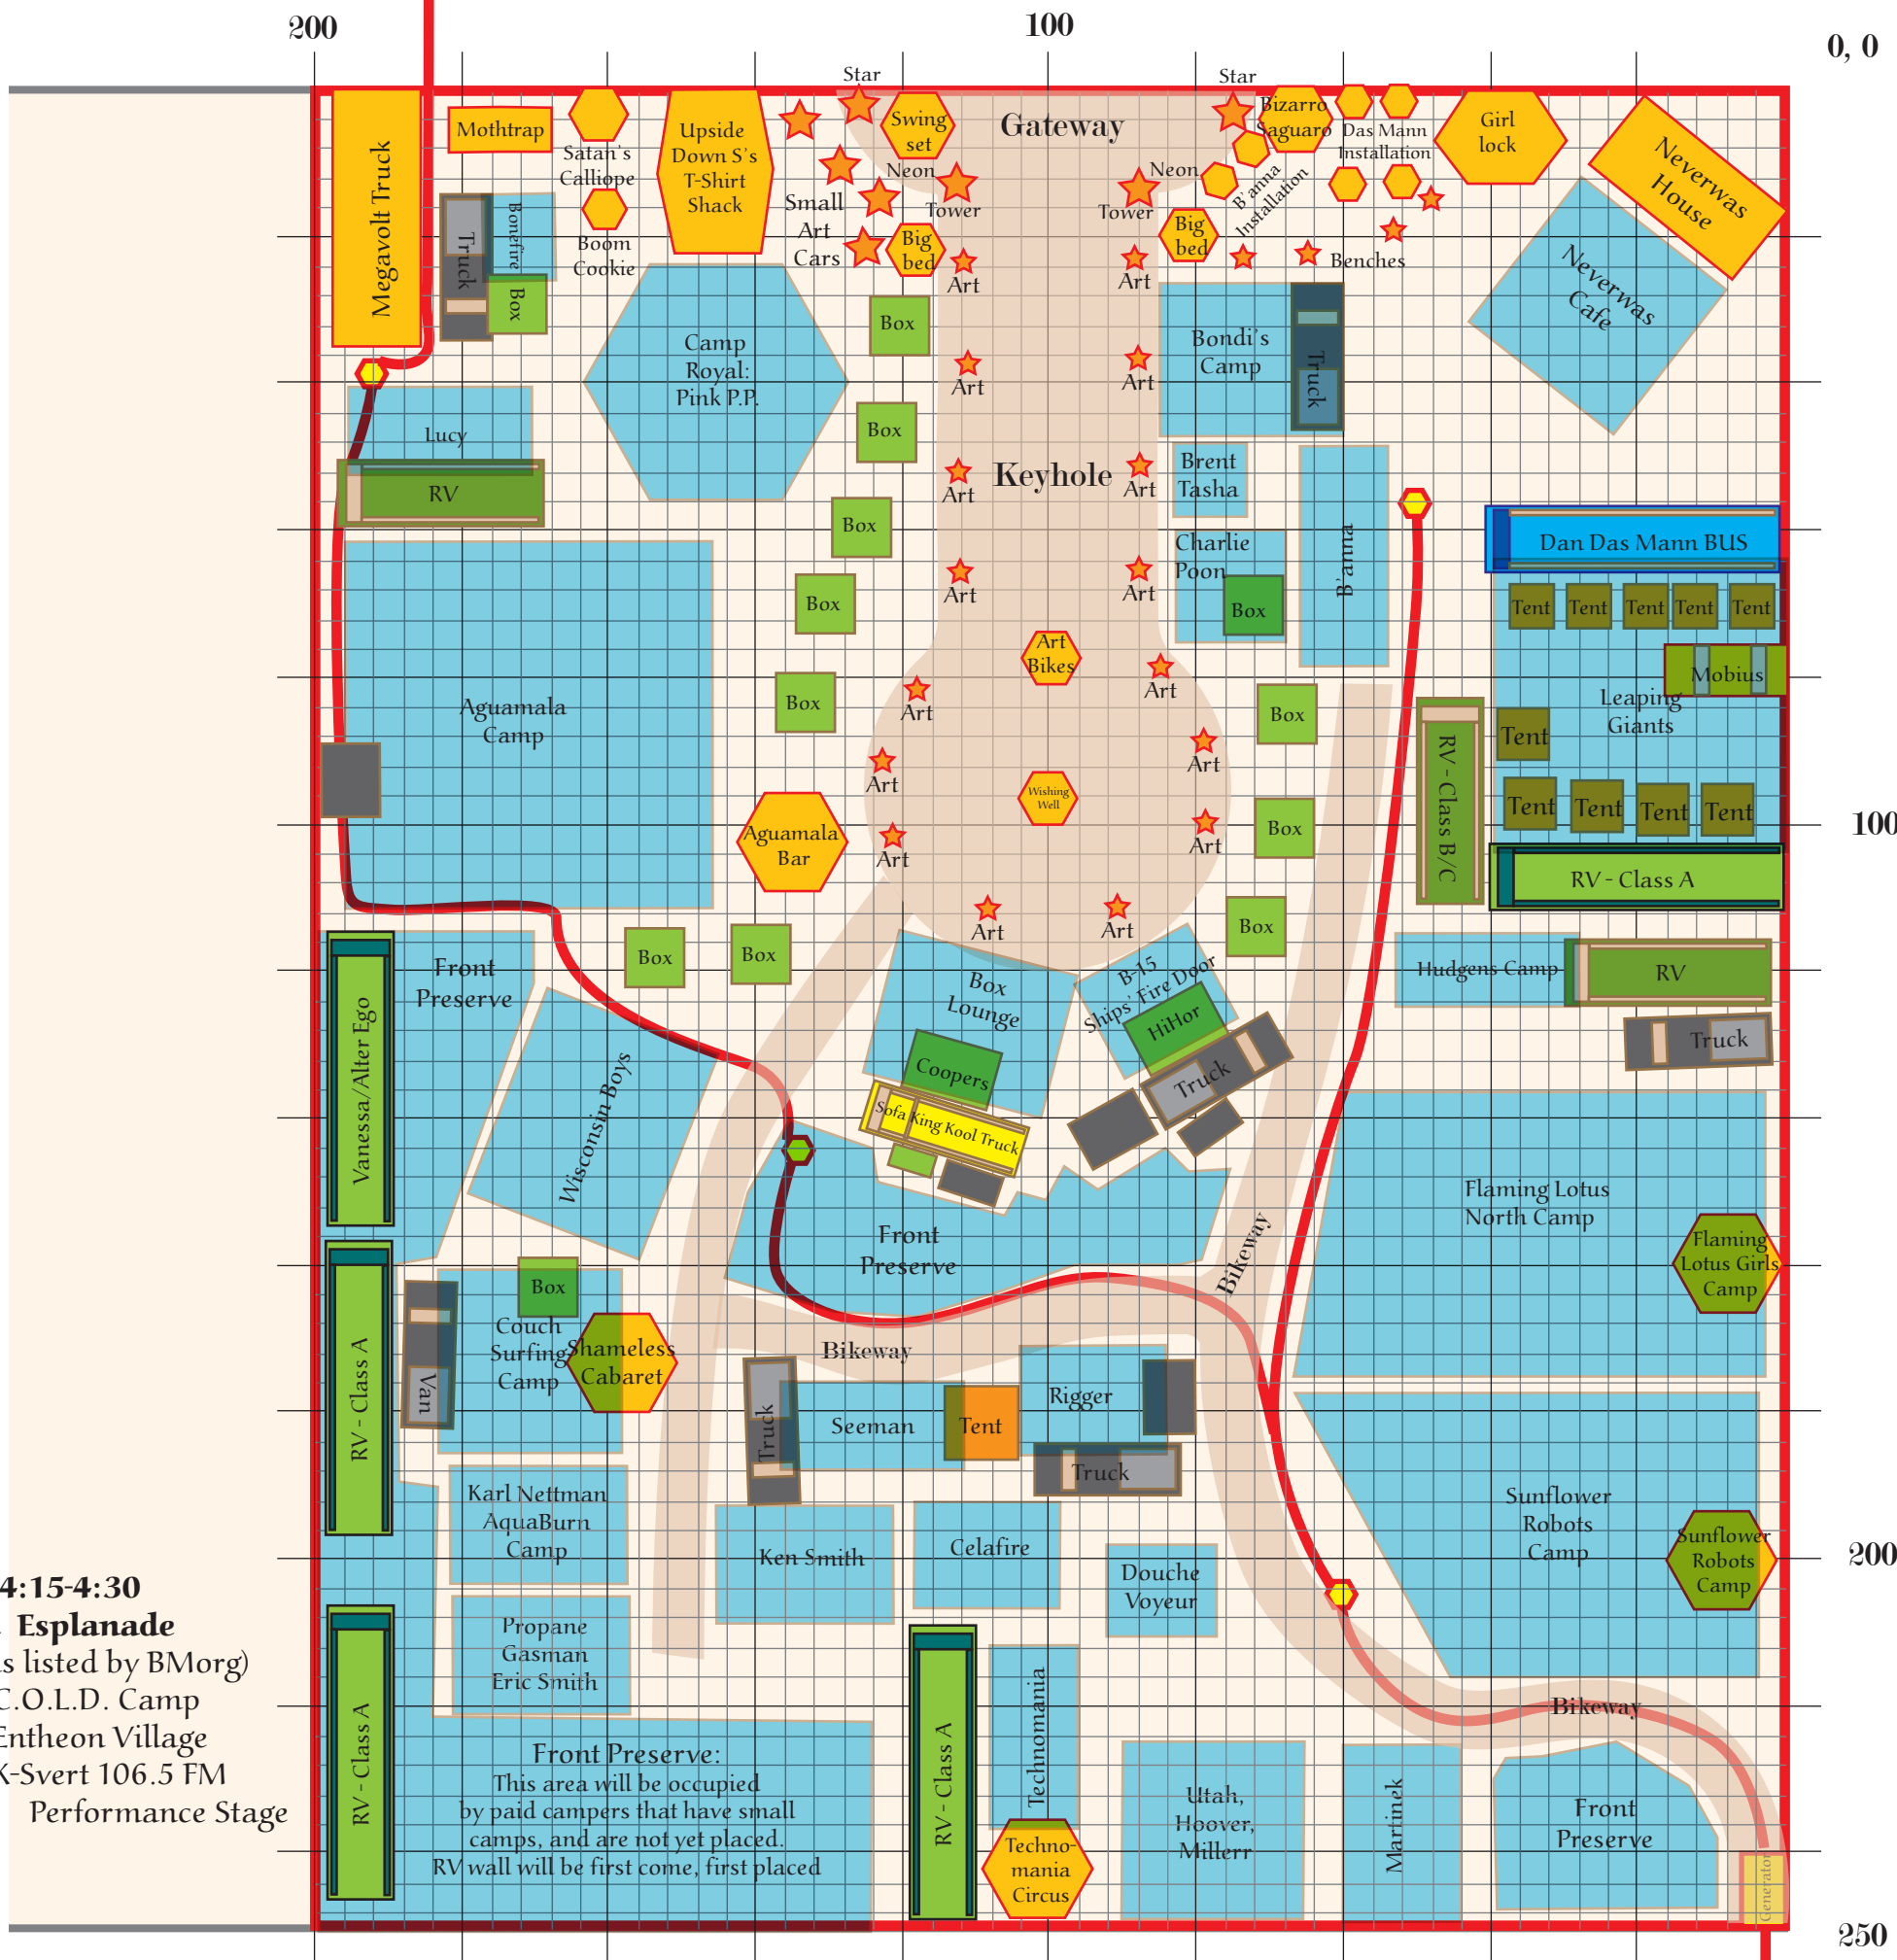 200
100
0, 0
Star
Star
Megavolt Truck
Mothtrap
Satan's
Calliope
Upside
Down S's
T-Shirt
Shack
Swing
set
Gateway
Bizarro
Saguaro
Das Mann
Installation
Girl
lock
Neverwas
House
Neon
Neon
Tower
Tower
B'anna
Installation
Small
Art
Cars
Truck
Bonefire
Box
Boom
Cookie
Big
bed
Big
bed
Benches
Art
Art
Neverwas
Cafe
Camp
Royal:
Pink P.P.
Box
Bondi's
Camp
Truck
Art
Art
Lucy
RV
Box
Keyhole
Art
Art
Brent
Tasha
B'anna
Box
Charlie
Poon
Box
Dan Das Mann BUS
Art
Art
Tent
Tent
Tent
Tent
Tent
Box
Art
Bikes
Mobius
Leaping
Giants
Aguamala
Camp
Box
Art
Art
Box
Tent
RV - Class B/C
Art
Art
Wishing
Well
Tent
Tent
Tent
Tent
100
Aguamala
Bar
Art
Art
Box
RV - Class A
Art
Art
Box
Front
Preserve
Box
Box
Box
Lounge
B-15
Ships' Fire Door
HiHor
Truck
Hudgens Camp
RV
Truck
Vanessa/Alter Ego
Wisconsin Boys
Coopers
Sofa King Kool Truck
Front
Preserve
Bikeway
Flaming Lotus
North Camp
Flaming
Lotus Girls
Camp
RV - Class A
Van
Box
Couch
Surfing
Camp
Shameless
Cabaret
Bikeway
Truck
Seeman
Tent
Rigger
Truck
Karl Nettman
AquaBurn
Camp
Ken Smith
Celafire
Douche
Voyeur
Sunflower
Robots
Camp
Sunflower
Robots
Camp
200
4:15-4:30
Esplanade
s listed by BMorg)
C.O.L.D. Camp
Entheon Village
K-Svert 106.5 FM
Performance Stage
Propane
Gasman
Eric Smith
RV - Class A
Front Preserve:
This area will be occupied
by paid campers that have small
camps, and are not yet placed.
RV wall will be first come, first placed
RV - Class A
Technomania
Techno-
mania
Circus
Utah,
Hoover,
Millerr
Martinek
Bikeway
Front
Preserve
Generator
250